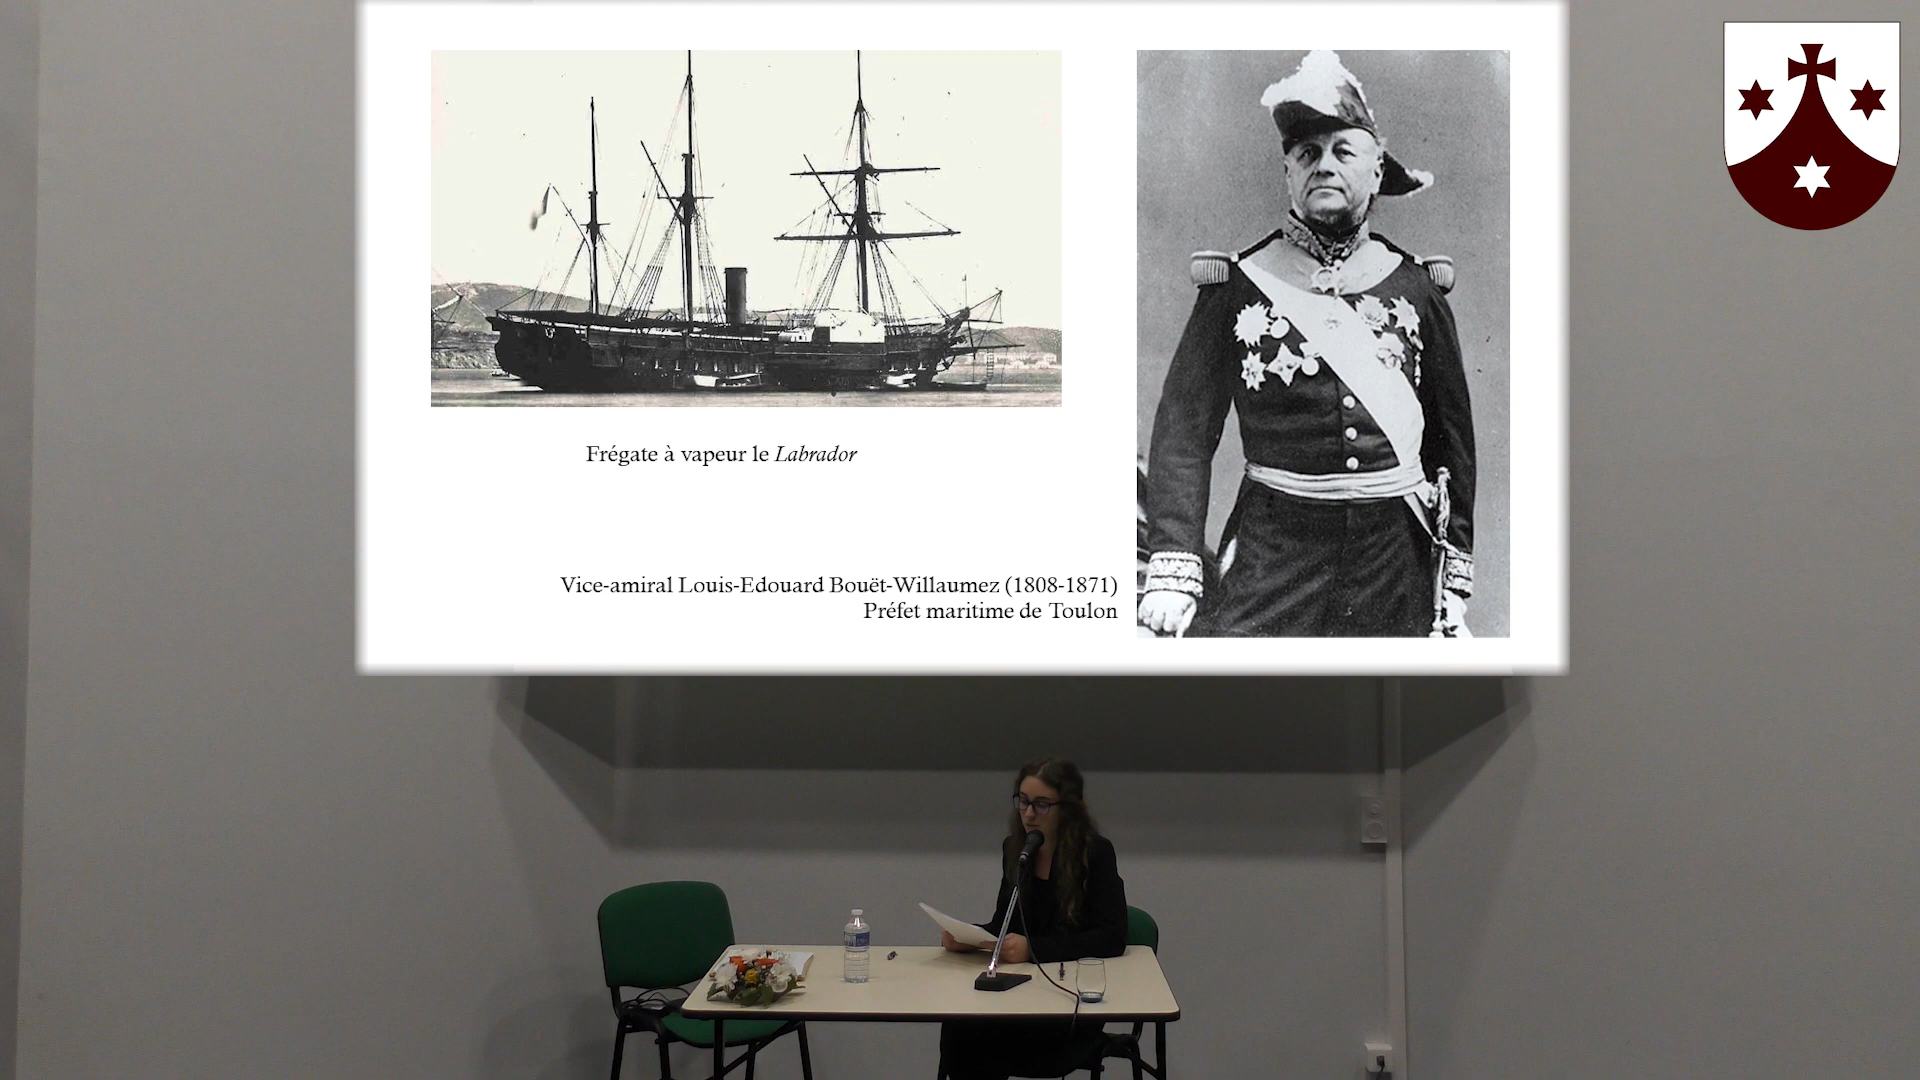 Frégate à vapeur le Labrador
Vice-amiral Louis-Edouard Bouët-Willaumez (1808-1871)
Préfet maritime de Toulon